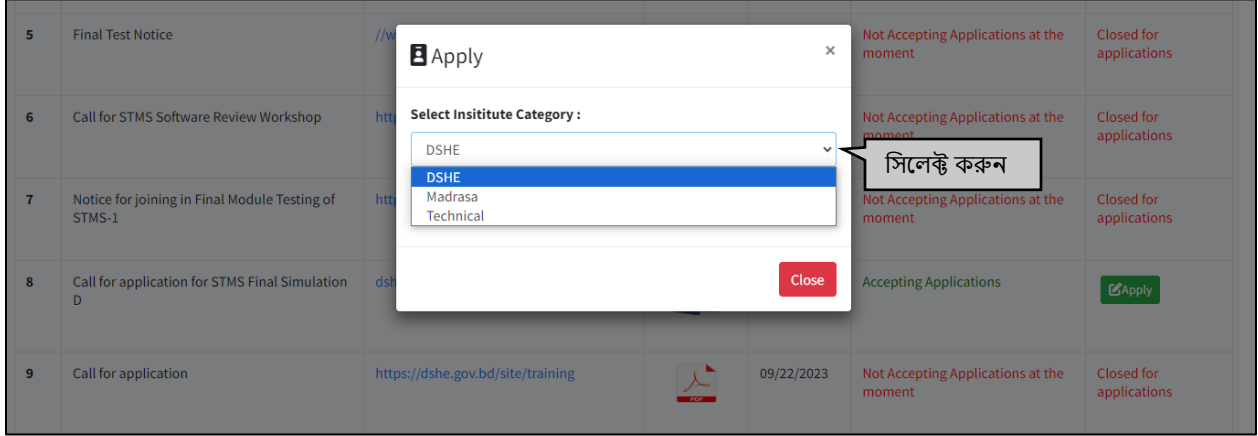 5
Final Test Notice
//w
Not Accepting Applications at the
moment
Closed for
applications
Apply
×
Select Insititute Category :
DSHE
DSHE
Madrasa
Technical
সিলেক্ট করুন
6
Call for STMS Software Review Workshop
http
Not Accepting Applications at the
moment
Closed for
applications
7
Notice for joining in Final Module Testing of
STMS-1
http
Not Accepting Applications at the
moment
Closed for
applications
Close
8
Call for application for STMS Final Simulation
D
dsh
Accepting Applications
Apply
9
Call for application
https://dshe.gov.bd/site/training
PDF
09/22/2023
Not Accepting Applications at the
moment
Closed for
applications